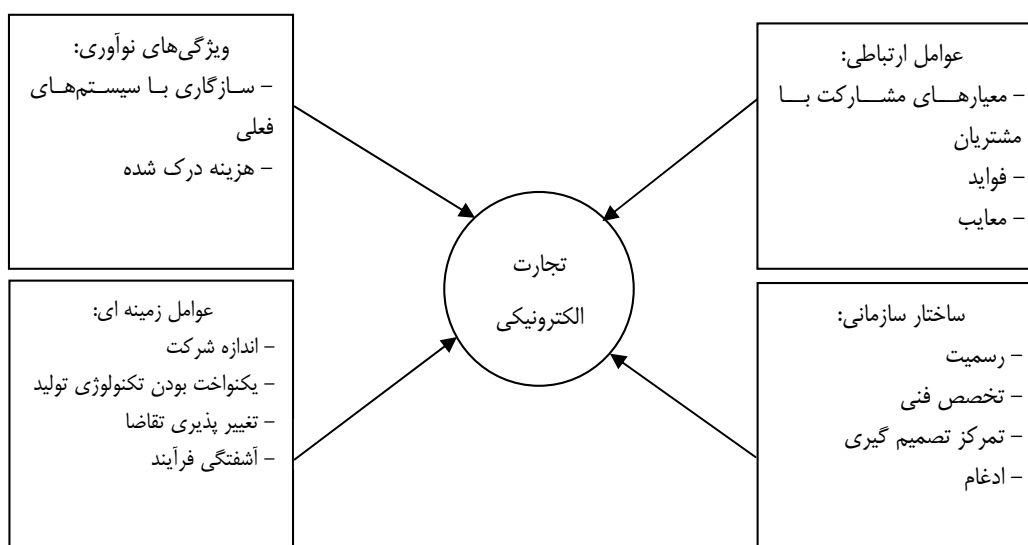 عوامل ارتباطی:
– معیارهای مشارکت با
مشتریان
– فواید
– معایب
ویژگی‌های نوآوری:
– سازگاری با سیستم‌های
فعلی
– هزینه درک شده
تجارت
الکترونیکی
ساختار سازمانی:
– رسمیت
– تخصص فنی
– تمرکز تصمیم گیری
– ادغام
عوامل زمینه ای:
– اندازه شرکت
– یکنواخت بودن تکنولوژی تولید
– تغییر پذیری تقاضا
– آشفتگی فرآیند